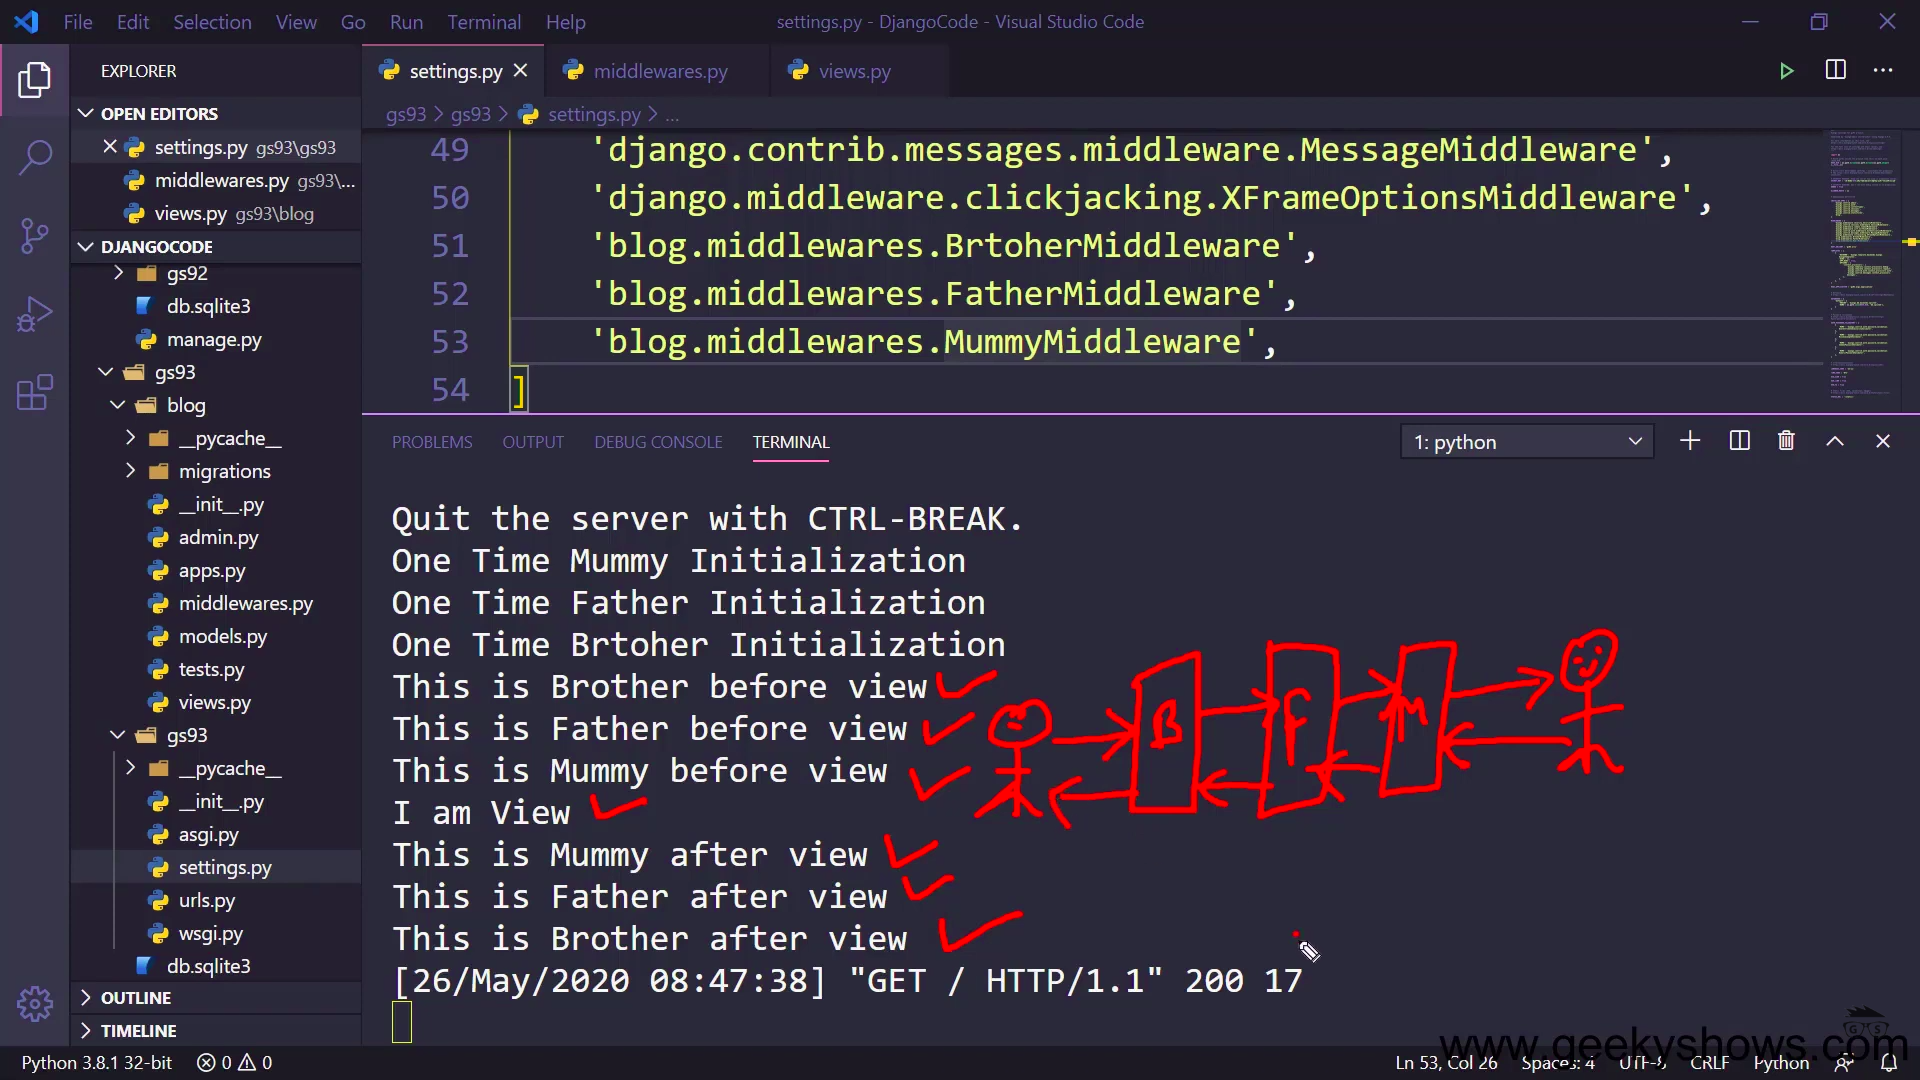 File Edit Selection View Go Run Terminal Help
settings.py - DjangoCode - Visual Studio Code
EXPLORER
OPEN EDITORS
settings.py gs93\gs93
middlewares.py gs93\...
views.py gs93\blog
DJANGOCODE
gs92
db.sqlite3
manage.py
gs93
blog
__pycache__
migrations
__init__.py
admin.py
apps.py
middlewares.py
models.py
tests.py
views.py
gs93
__pycache__
__init__.py
asgi.py
settings.py
urls.py
wsgi.py
db.sqlite3
OUTLINE
TIMELINE
settings.py middlewares.py views.py
gs93 > gs93 > settings.py > ...
49 'django.contrib.messages.middleware.MessageMiddleware',
50 'django.middleware.clickjacking.XFrameOptionsMiddleware',
51 'blog.middlewares.BrtoherMiddleware',
52 'blog.middlewares.FatherMiddleware',
53 'blog.middlewares.MummyMiddleware',
54 ]
PROBLEMS OUTPUT DEBUG CONSOLE TERMINAL 1: python
Quit the server with CTRL-BREAK.
One Time Mummy Initialization
One Time Father Initialization
One Time Brtoher Initialization
This is Brother before view
This is Father before view
This is Mummy before view
I am View
This is Mummy after view
This is Father after view
This is Brother after view
[26/May/2020 08:47:38] "GET / HTTP/1.1" 200 17
B F M
G S
www.geekyshows.com
Python 3.8.1 32-bit 0 0 Ln 53, Col 26 Spaces: 4 UTF-8 CRLF Python